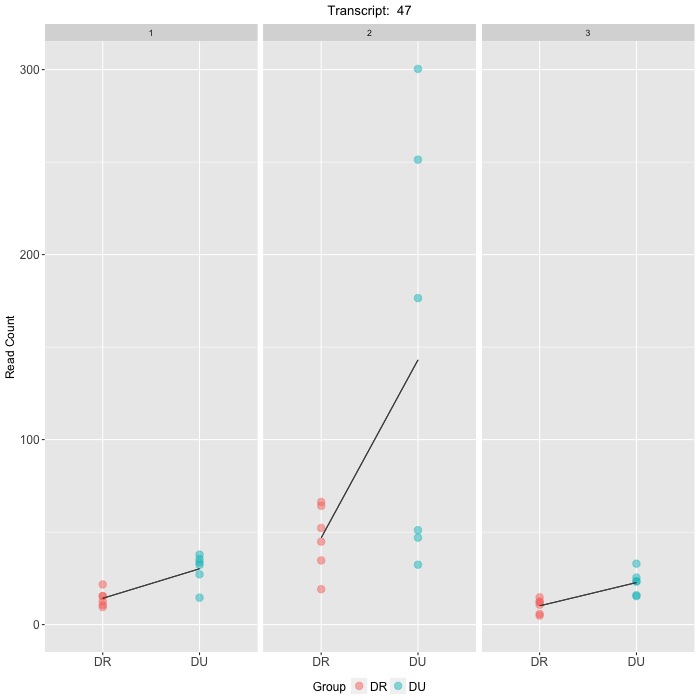 Transcript:  47
1 2 3
300
200
100
0
Read Count
DR DU DR DU DR DU
Group DR DU